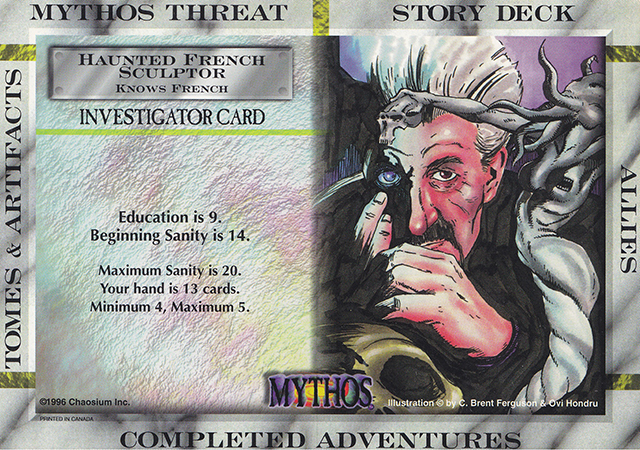 MYTHOS THREAT
STORY DECK
TOMES & ARTIFACTS
HAUNTED FRENCH
SCULPTOR
KNOWS FRENCH
INVESTIGATOR CARD
Education is 9.
Beginning Sanity is 14.
Maximum Sanity is 20.
Your hand is 13 cards.
Minimum 4, Maximum 5.
ALLIES
©1996 Chaosium Inc.
MYTHOS
Illustration © by C. Brent Ferguson & Ovi Hondru
PRINTED IN CANADA
COMPLETED ADVENTURES